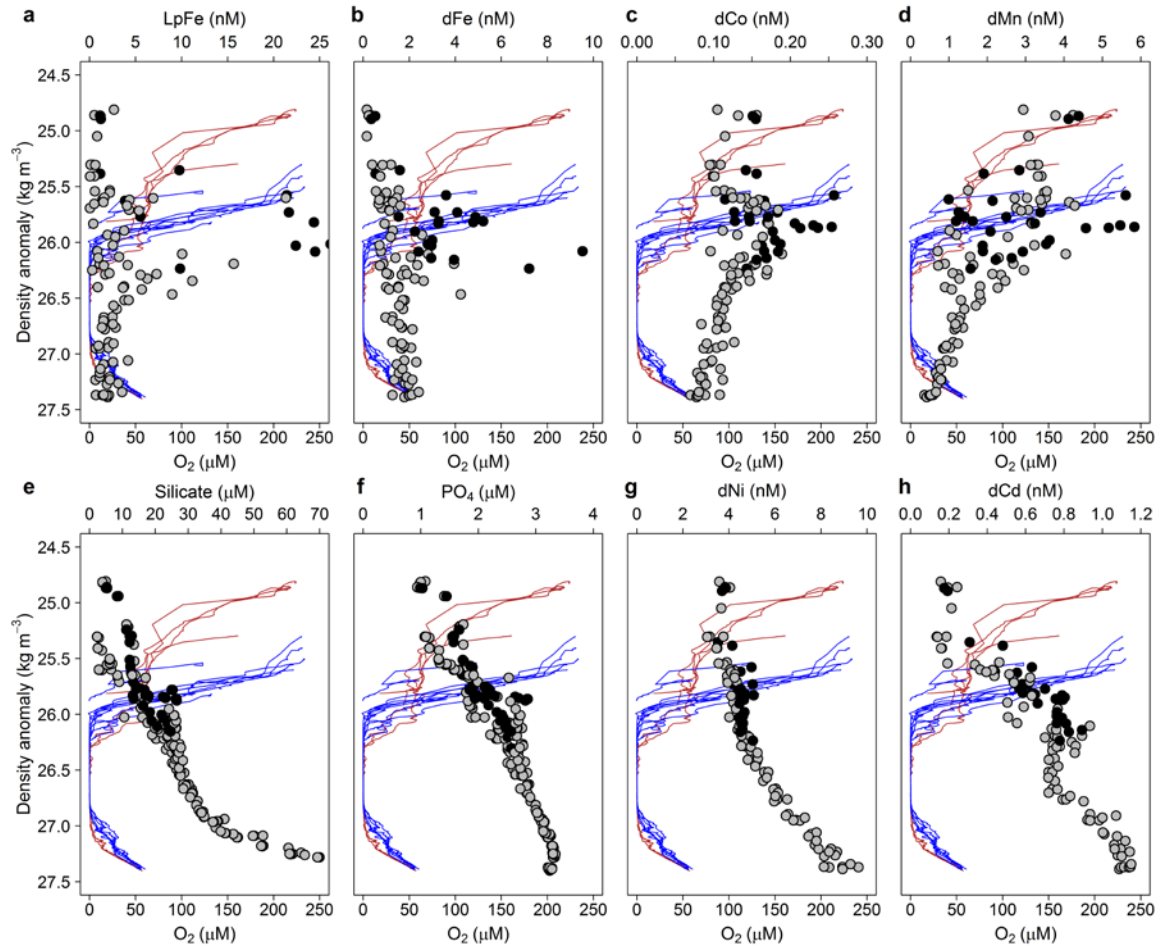 a LpFe (nM) b dFe (nM) c dCo (nM) d dMn (nM)
0 5 10 15 20 25 0 2 4 6 8 10 0.00 0.10 0.20 0.30 0 1 2 3 4 5 6
24.5
25.0
25.5
26.0
26.5
27.0
27.5
Density anomaly (kg m⁻³)
0 50 100 150 200 250 0 50 100 150 200 250 0 50 100 150 200 250 0 50 100 150 200 250
O₂ (µM) O₂ (µM) O₂ (µM) O₂ (µM)
e Silicate (µM) f PO₄ (µM) g dNi (nM) h dCd (nM)
0 10 20 30 40 50 60 70 0 1 2 3 4 0 2 4 6 8 10 0.0 0.2 0.4 0.6 0.8 1.0 1.2
24.5
25.0
25.5
26.0
26.5
27.0
27.5
Density anomaly (kg m⁻³)
0 50 100 150 200 250 0 50 100 150 200 250 0 50 100 150 200 250 0 50 100 150 200 250
O₂ (µM) O₂ (µM) O₂ (µM) O₂ (µM)